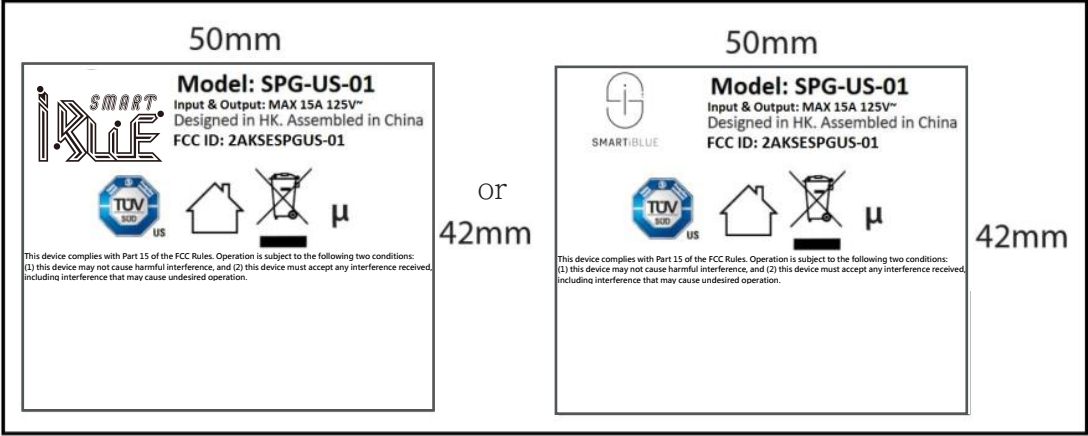 50mm
SMART
iBLUE
Model: SPG-US-01
Input & Output: MAX 15A 125V~
Designed in HK. Assembled in China
FCC ID: 2AKSESPGUS-01
TÜV
SÜD
US
µ
This device complies with Part 15 of the FCC Rules. Operation is subject to the following two conditions:
(1) this device may not cause harmful interference, and (2) this device must accept any interference received,
including interference that may cause undesired operation.
42mm
or
50mm
SMARTiBLUE
Model: SPG-US-01
Input & Output: MAX 15A 125V~
Designed in HK. Assembled in China
FCC ID: 2AKSESPGUS-01
TÜV
SÜD
US
µ
This device complies with Part 15 of the FCC Rules. Operation is subject to the following two conditions:
(1) this device may not cause harmful interference, and (2) this device must accept any interference received,
including interference that may cause undesired operation.
42mm